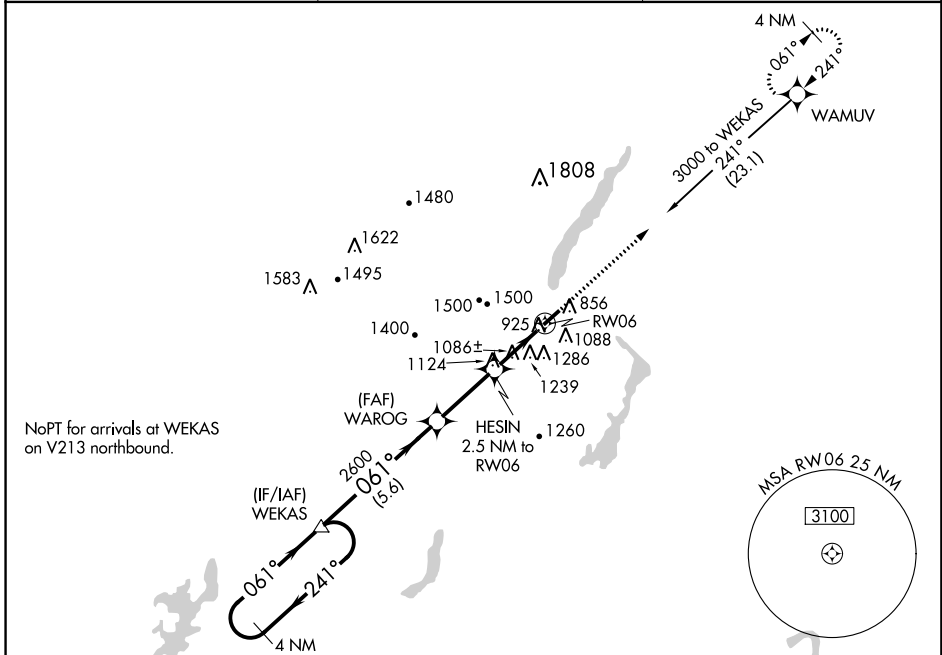 4 NM
061°
241°
WAMUV
3000 to WEKAS
241°
(23.1)
1808
1480
1622
1583
1495
1500
1500
856
925
RW06
1400
1088
1086±
1124
1286
1239
(FAF)
WAROG
HESIN
2.5 NM to
RW06
1260
NoPT for arrivals at WEKAS
on V213 northbound.
2600
061°
(5.6)
(IF/IAF)
WEKAS
061°
241°
4 NM
MSA RW06 25 NM
3100